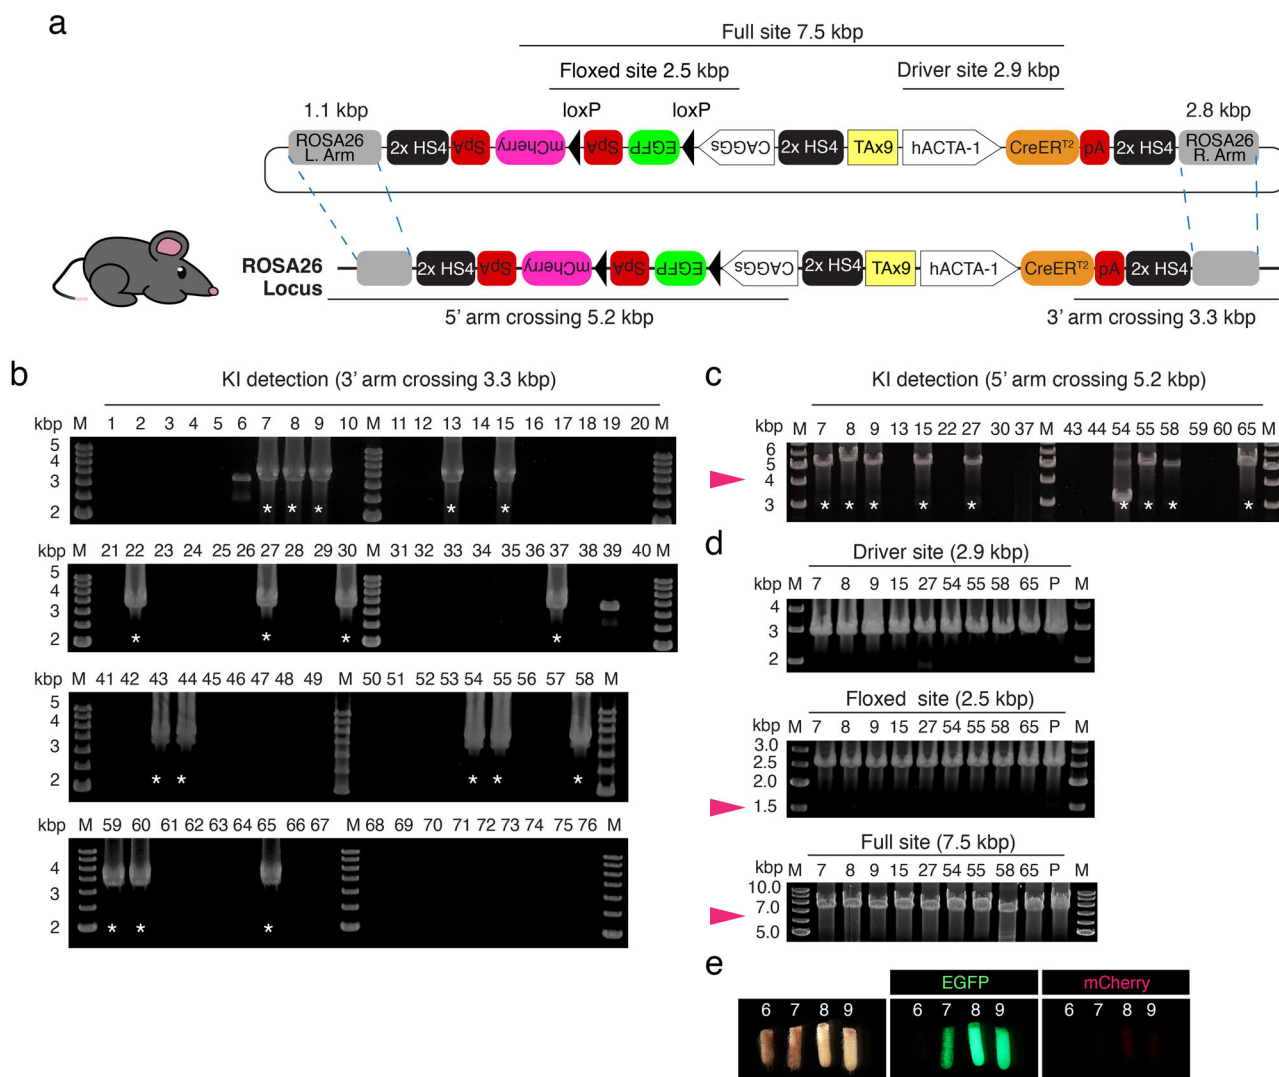 a
Full site 7.5 kbp
Floxed site 2.5 kbp
Driver site 2.9 kbp
1.1 kbp
loxP
loxP
2.8 kbp
ROSA26 L. Arm
2x HS4
SpA
mCherry
SpA
EGFP
CAGGs
2x HS4
TAx9
hACTA-1
CreERT2
pA
2x HS4
ROSA26 R. Arm
ROSA26 Locus
2x HS4
SpA
mCherry
SpA
EGFP
CAGGs
2x HS4
TAx9
hACTA-1
CreERT2
pA
2x HS4
5’ arm crossing 5.2 kbp
3’ arm crossing 3.3 kbp
b
KI detection (3’ arm crossing 3.3 kbp)
kbp M 1 2 3 4 5 6 7 8 9 10 M 11 12 13 14 15 16 17 18 19 20 M
5
4
3
2
* * * * *
kbp M 21 22 23 24 25 26 27 28 29 30 M 31 32 33 34 35 36 37 38 39 40 M
5
4
3
2
* * * *
kbp M 41 42 43 44 45 46 47 48 49 M 50 51 52 53 54 55 56 57 58 M
5
4
3
2
* * * * *
kbp M 59 60 61 62 63 64 65 66 67 M 68 69 70 71 72 73 74 75 76 M
4
3
2
* * *
c
KI detection (5’ arm crossing 5.2 kbp)
kbp M 7 8 9 13 15 22 27 30 37 M 43 44 54 55 58 59 60 65 M
6
5
4
3
* * * * * * * * *
d
Driver site (2.9 kbp)
kbp M 7 8 9 15 27 54 55 58 65 P M
4
3
2
Floxed site (2.5 kbp)
kbp M 7 8 9 15 27 54 55 58 65 P M
3.0
2.5
2.0
1.5
Full site (7.5 kbp)
kbp M 7 8 9 15 27 54 55 58 65 P M
10.0
7.0
5.0
e
EGFP
mCherry
6 7 8 9
6 7 8 9
6 7 8 9